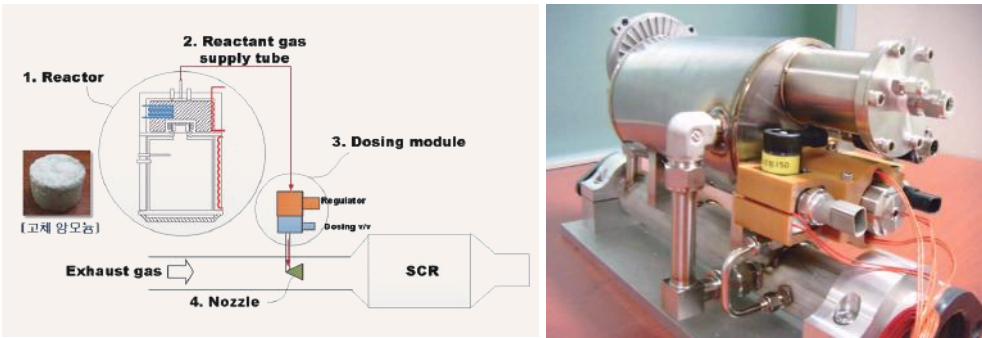 2. Reactant gas
supply tube
1. Reactor
3. Dosing module
[고체 암모늄]
Regulator
Dosing v/v
Exhaust gas
SCR
4. Nozzle